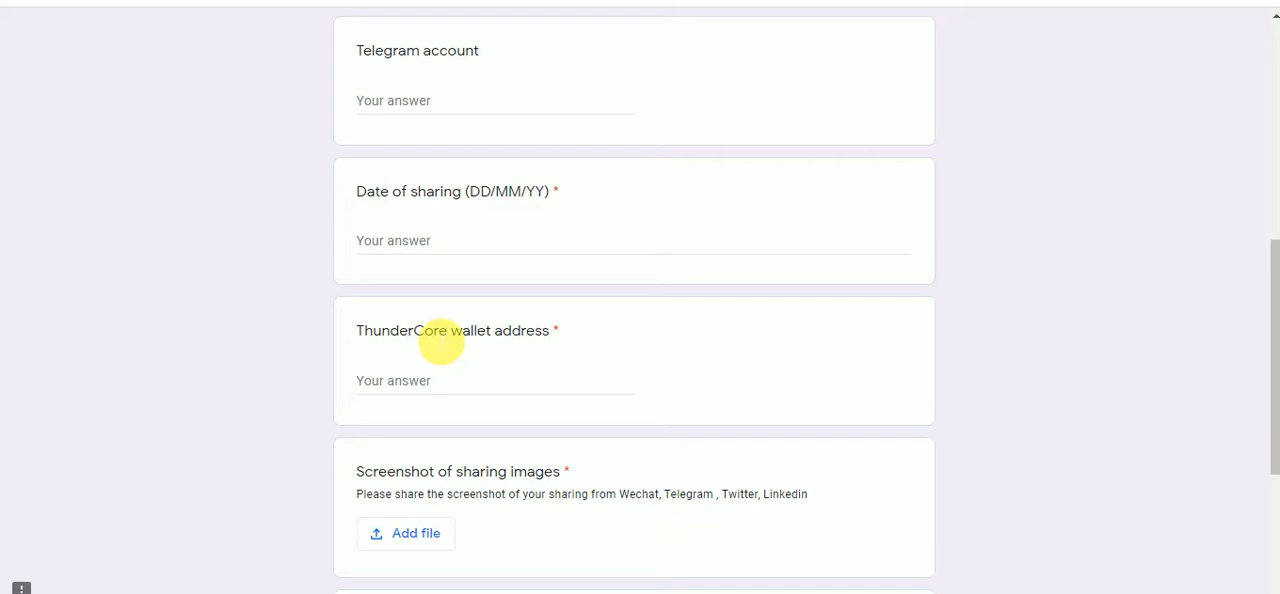 Telegram account
Your answer
Date of sharing (DD/MM/YY) *
Your answer
ThunderCore wallet address *
Your answer
Screenshot of sharing images *
Please share the screenshot of your sharing from Wechat, Telegram , Twitter, Linkedin
Add file
!